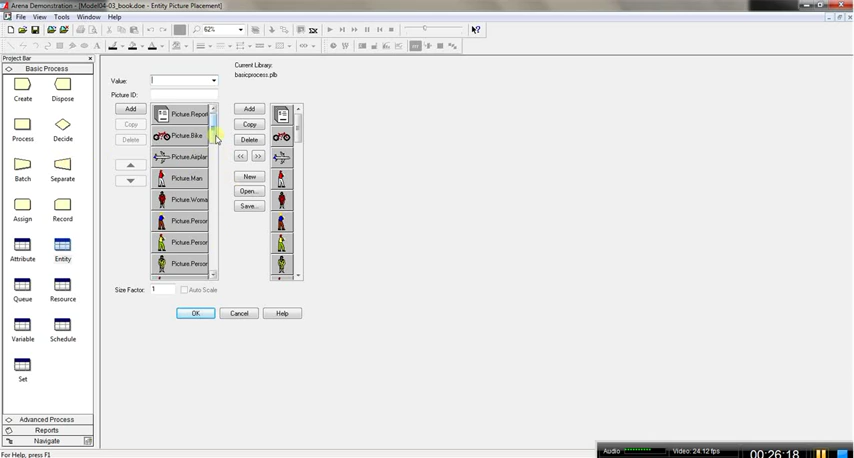 Arena Demonstration - [Model04-03_book.doe - Entity Picture Placement]
File View Tools Window Help
62%
Project Bar
Basic Process
Create Dispose
Process Decide
Batch Separate
Assign Record
Attribute Entity
Queue Resource
Variable Schedule
Set
Advanced Process
Reports
Navigate
Current Library:
basicprocess.plb
Value:
Picture ID:
Add
Copy
Delete
Picture.Report
Picture.Bike
Picture.Airplan
Picture.Man
Picture.Woma
Picture.Person
Picture.Person
Picture.Person
Add
Copy
Delete
<< >>
New
Open...
Save...
Size Factor: 1 Auto Scale
OK Cancel Help
For Help, press F1
Audio Video: 24.12 fps
00:26:18